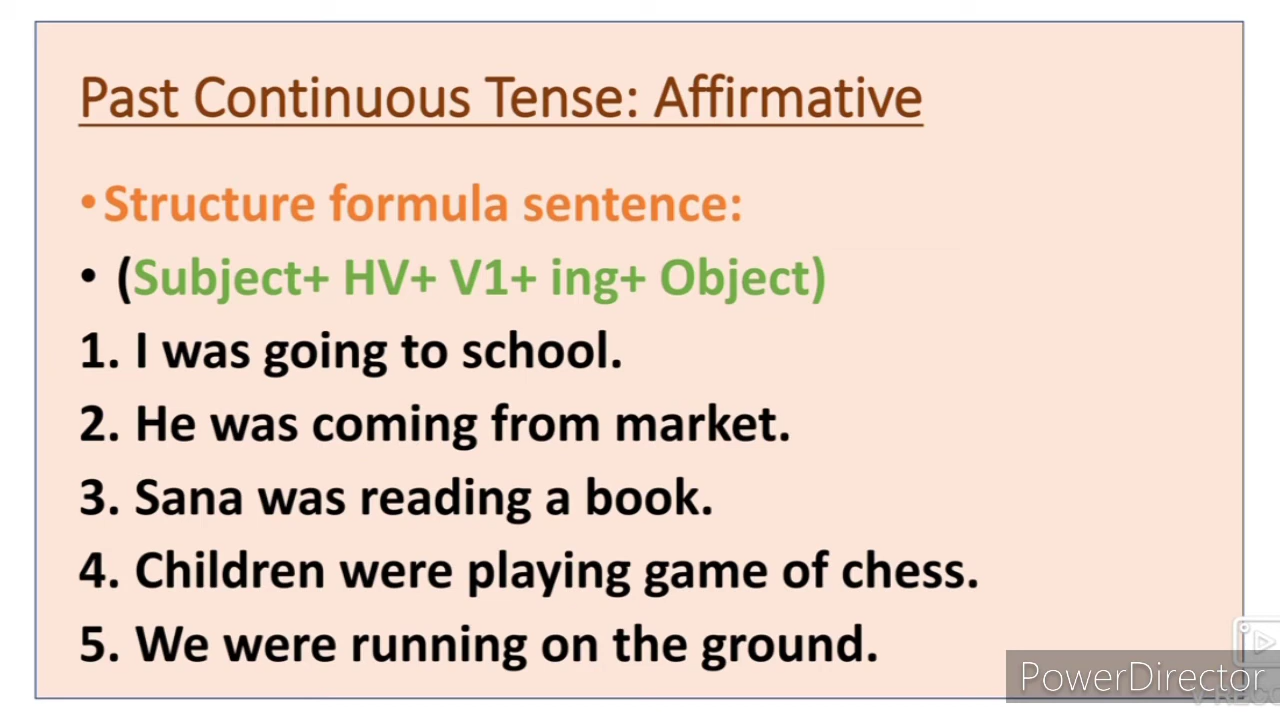 Past Continuous Tense: Affirmative
•Structure formula sentence:
• (Subject+ HV+ V1+ ing+ Object)
1. I was going to school.
2. He was coming from market.
3. Sana was reading a book.
4. Children were playing game of chess.
5. We were running on the ground.
PowerDirector